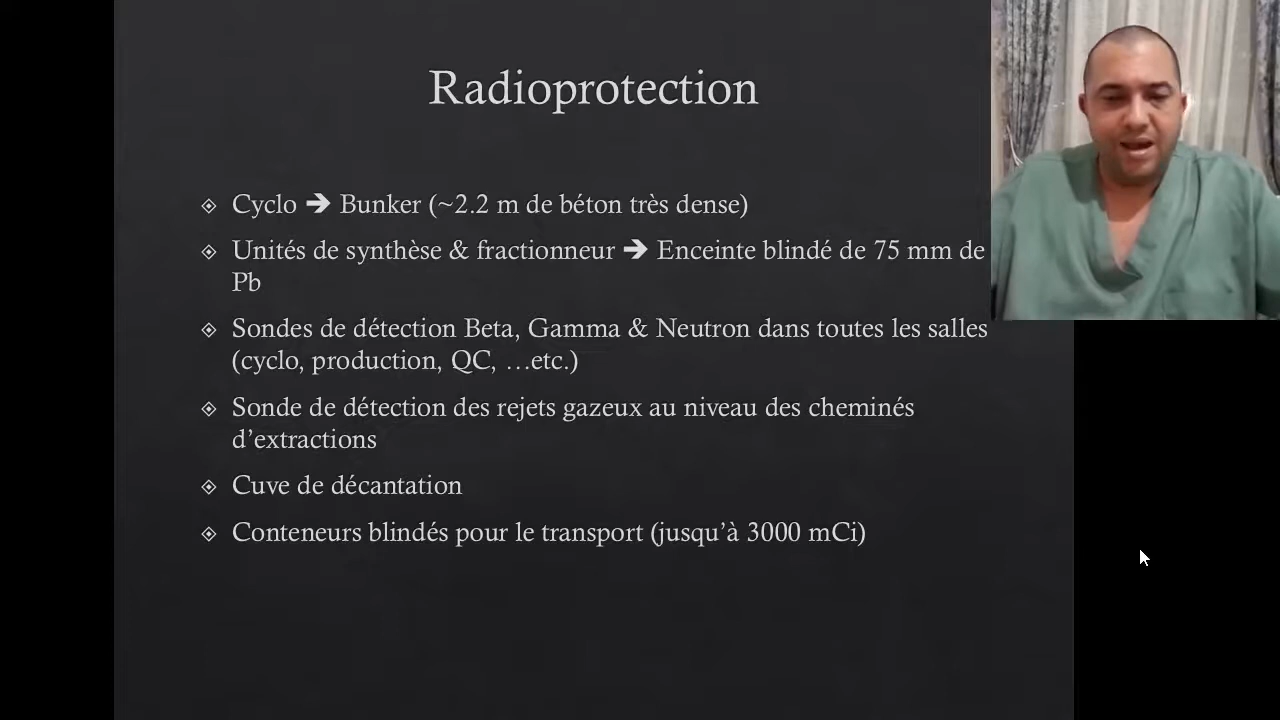 Radioprotection
Cyclo ➔ Bunker (~2.2 m de béton très dense)
Unités de synthèse & fractionneur ➔ Enceinte blindé de 75 mm de
Pb
Sondes de détection Beta, Gamma & Neutron dans toutes les salles
(cyclo, production, QC, …etc.)
Sonde de détection des rejets gazeux au niveau des cheminés
d’extractions
Cuve de décantation
Conteneurs blindés pour le transport (jusqu’à 3000 mCi)